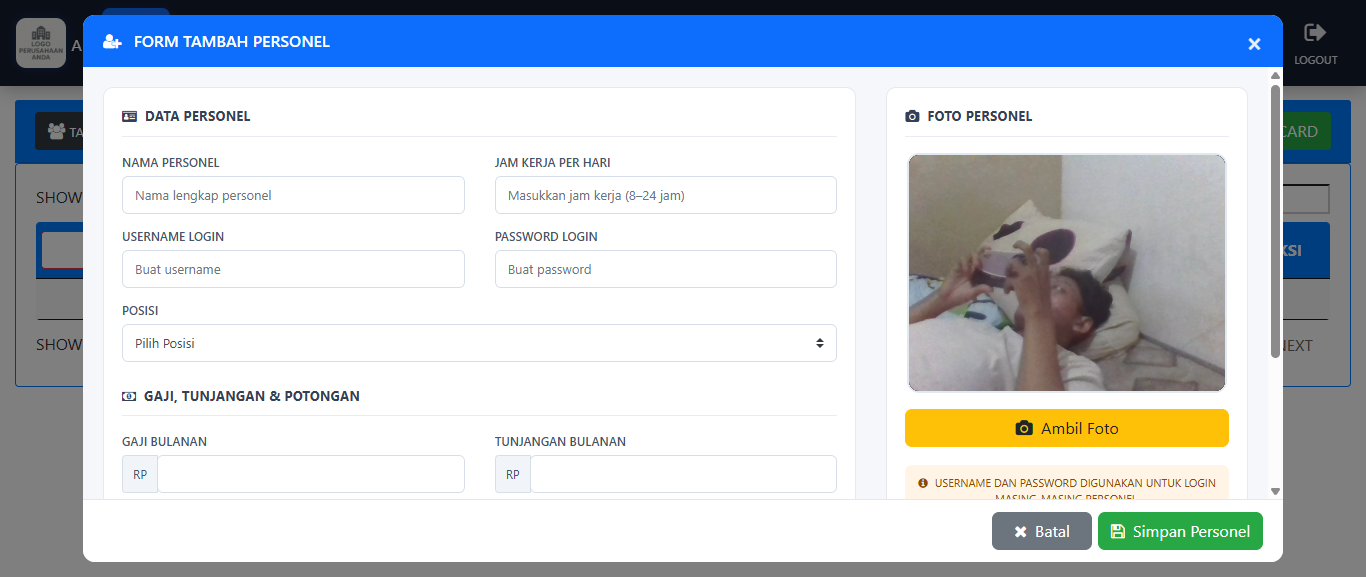 LOGO
PERUSAHAAN
ANDA
A
LOGOUT
FORM TAMBAH PERSONEL
TA
CARD
SHOW
KSI
SHOW
NEXT
DATA PERSONEL
NAMA PERSONEL
Nama lengkap personel
JAM KERJA PER HARI
Masukkan jam kerja (8–24 jam)
USERNAME LOGIN
Buat username
PASSWORD LOGIN
Buat password
POSISI
Pilih Posisi
GAJI, TUNJANGAN & POTONGAN
GAJI BULANAN
RP
TUNJANGAN BULANAN
RP
FOTO PERSONEL
Ambil Foto
USERNAME DAN PASSWORD DIGUNAKAN UNTUK LOGIN
MASING-MASING PERSONEL
Batal
Simpan Personel